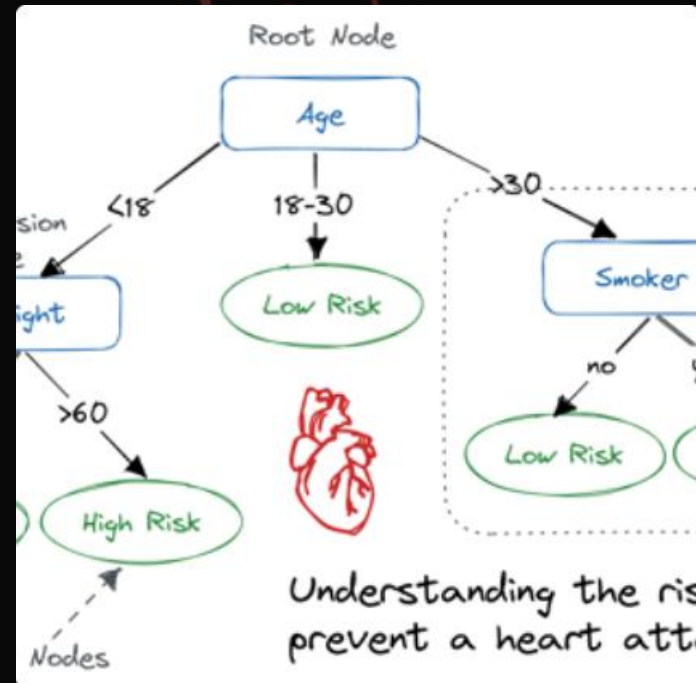 Root Node
Age
<18
18-30
>30
sion
ight
Low Risk
Smoker
>60
no
High Risk
Low Risk
Understanding the ris
prevent a heart att
Nodes